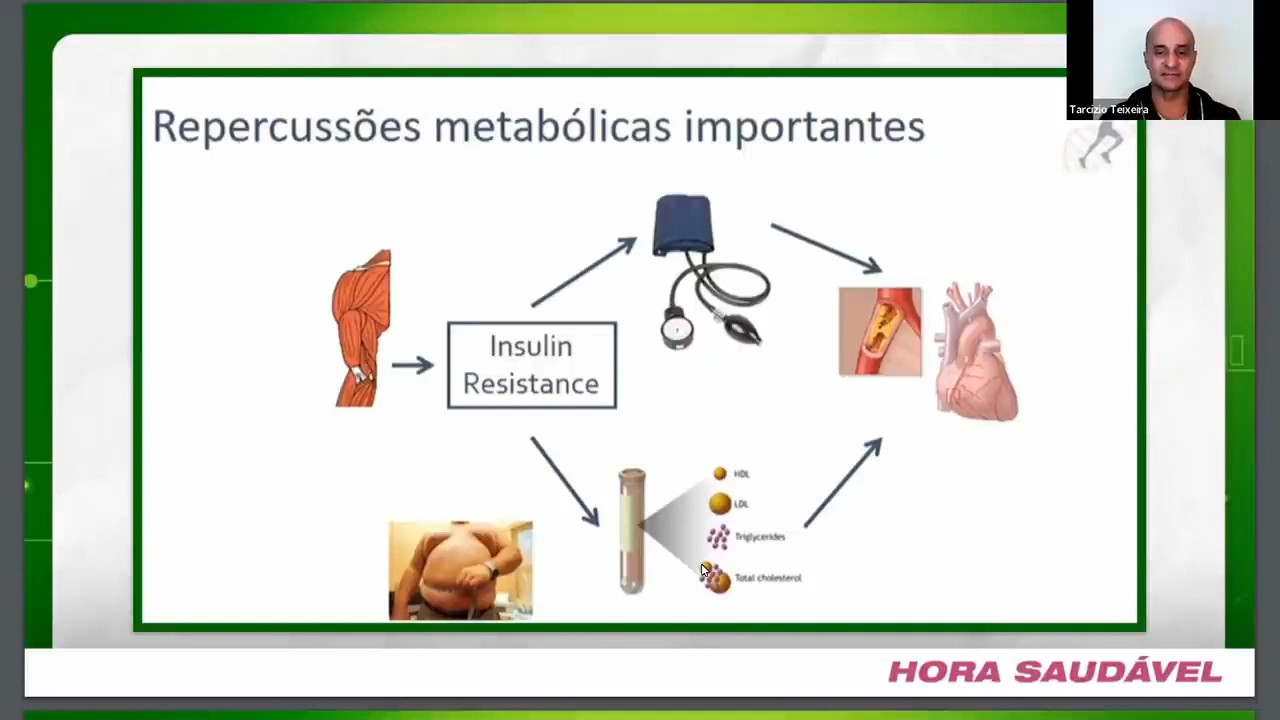 Tarcizio Teixeira
Repercussões metabólicas importantes
Insulin
Resistance
HDL
LDL
Triglycerides
Total cholesterol
HORA SAUDÁVEL